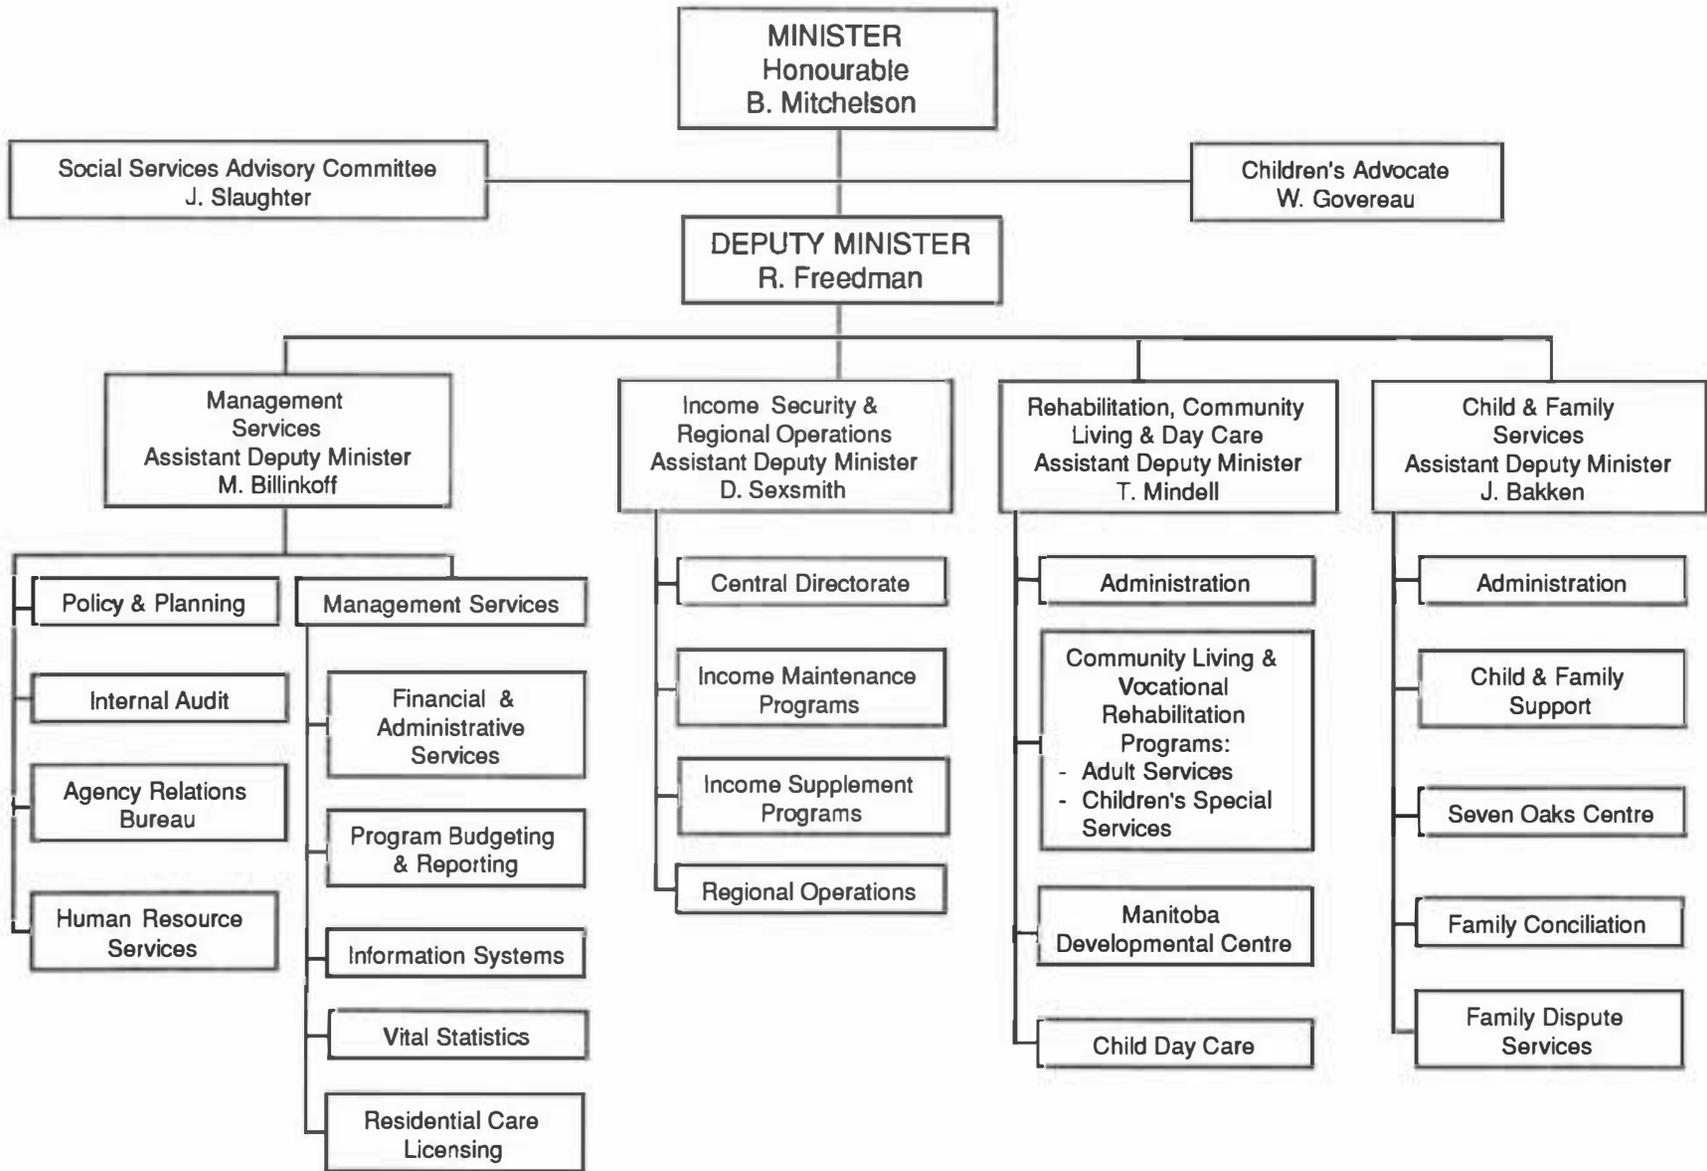 MINISTER
Honourable
B. Mitchelson
Social Services Advisory Committee
J. Slaughter
Children's Advocate
W. Govereau
DEPUTY MINISTER
R. Freedman
Management
Services
Assistant Deputy Minister
M. Billinkoff
Income Security &
Regional Operations
Assistant Deputy Minister
D. Sexsmith
Rehabilitation, Community
Living & Day Care
Assistant Deputy Minister
T. Mindell
Child & Family
Services
Assistant Deputy Minister
J. Bakken
Policy & Planning
Internal Audit
Agency Relations
Bureau
Human Resource
Services
Management Services
Financial &
Administrative
Services
Program Budgeting
& Reporting
Information Systems
Vital Statistics
Residential Care
Licensing
Central Directorate
Income Maintenance
Programs
Income Supplement
Programs
Regional Operations
Administration
Community Living &
Vocational
Rehabilitation
Programs:
- Adult Services
- Children's Special
Services
Manitoba
Developmental Centre
Child Day Care
Administration
Child & Family
Support
Seven Oaks Centre
Family Conciliation
Family Dispute
Services